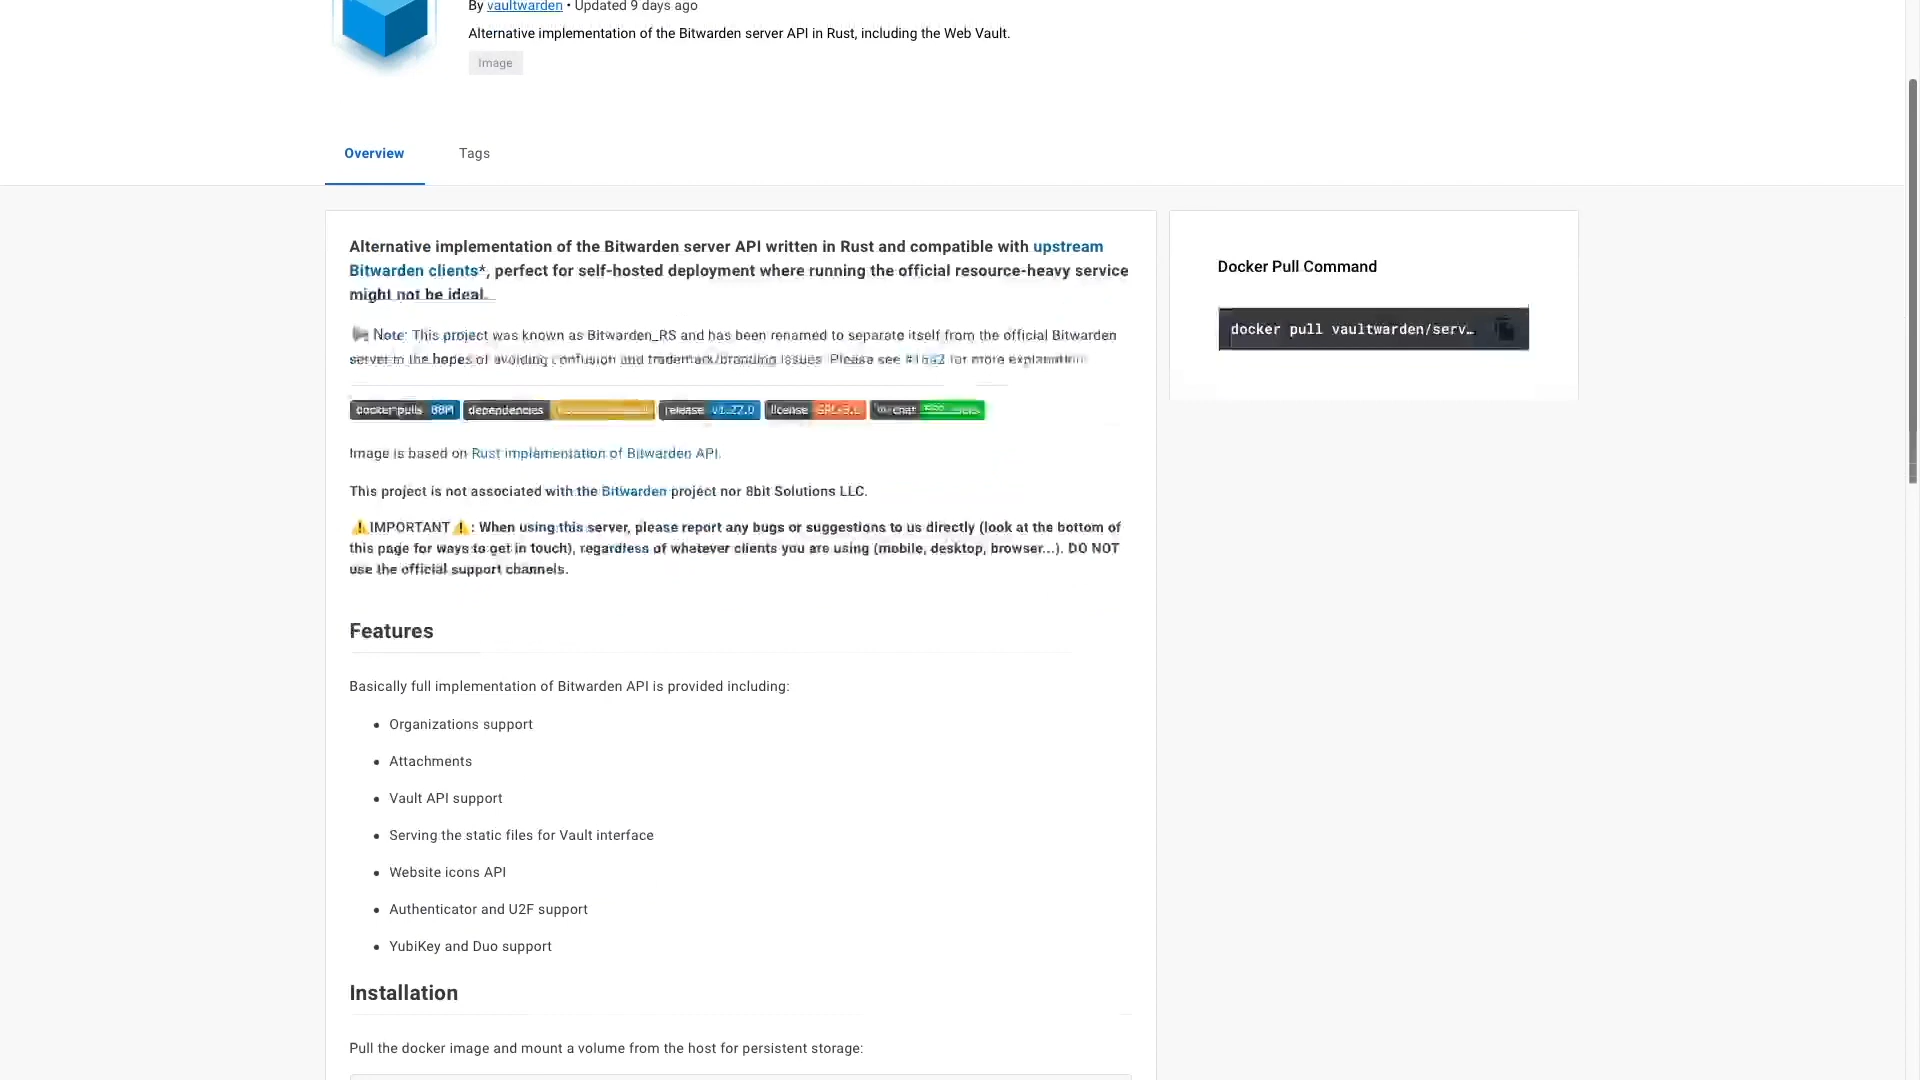 By vaultwarden • Updated 9 days ago
Alternative implementation of the Bitwarden server API in Rust, including the Web Vault.
Image
Overview
Tags
Alternative implementation of the Bitwarden server API written in Rust and compatible with upstream
Bitwarden clients*, perfect for self-hosted deployment where running the official resource-heavy service
might not be ideal.
Note: This project was known as Bitwarden_RS and has been renamed to separate itself from the official Bitwarden
server in the hopes of avoiding confusion and trademark/branding issues. Please see for more explanation.
docker pulls 88M dependencies release license chat
Image is based on Rust implementation of Bitwarden API.
This project is not associated with the Bitwarden project nor 8bit Solutions LLC.
⚠️IMPORTANT⚠️: When using this server, please report any bugs or suggestions to us directly (look at the bottom of
this page for ways to get in touch), regardless of whatever clients you are using (mobile, desktop, browser...). DO NOT
use the official support channels.
Features
Basically full implementation of Bitwarden API is provided including:
• Organizations support
• Attachments
• Vault API support
• Serving the static files for Vault interface
• Website icons API
• Authenticator and U2F support
• YubiKey and Duo support
Installation
Pull the docker image and mount a volume from the host for persistent storage:
Docker Pull Command
docker pull vaultwarden/serv…